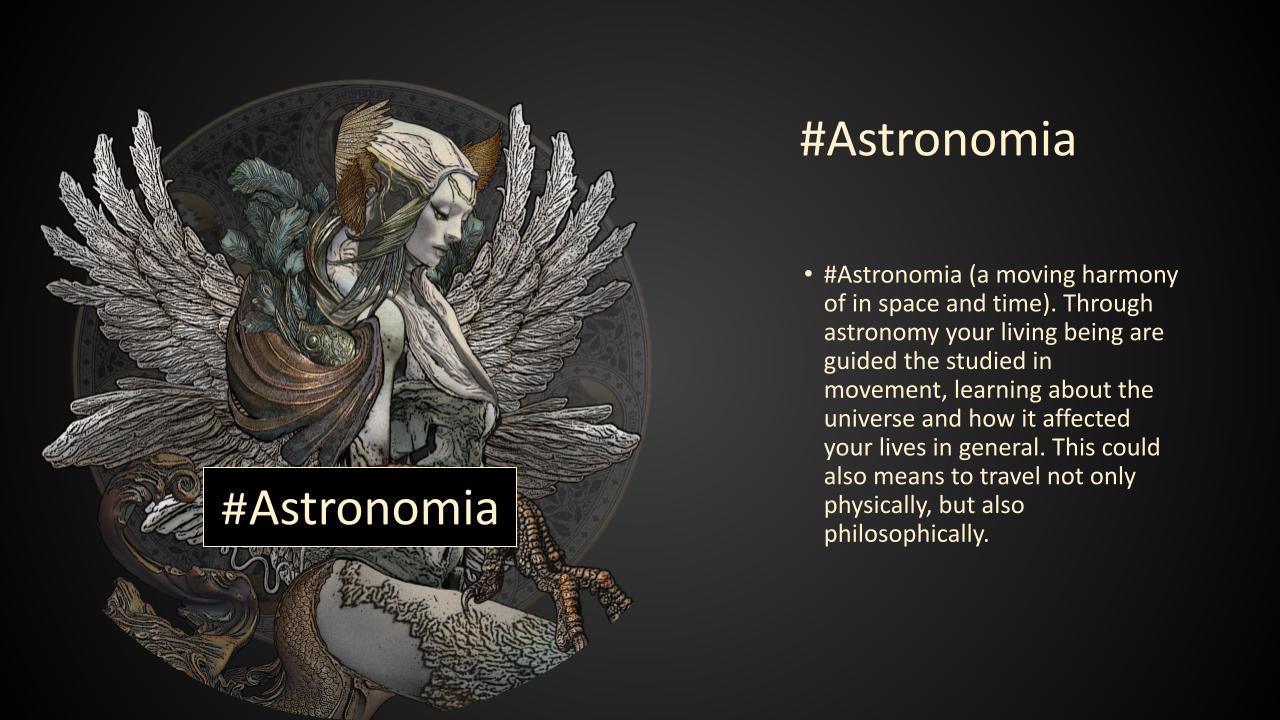 #Astronomia
#Astronomia
• #Astronomia (a moving harmony
of in space and time). Through
astronomy your living being are
guided the studied in
movement, learning about the
universe and how it affected
your lives in general. This could
also means to travel not only
physically, but also
philosophically.